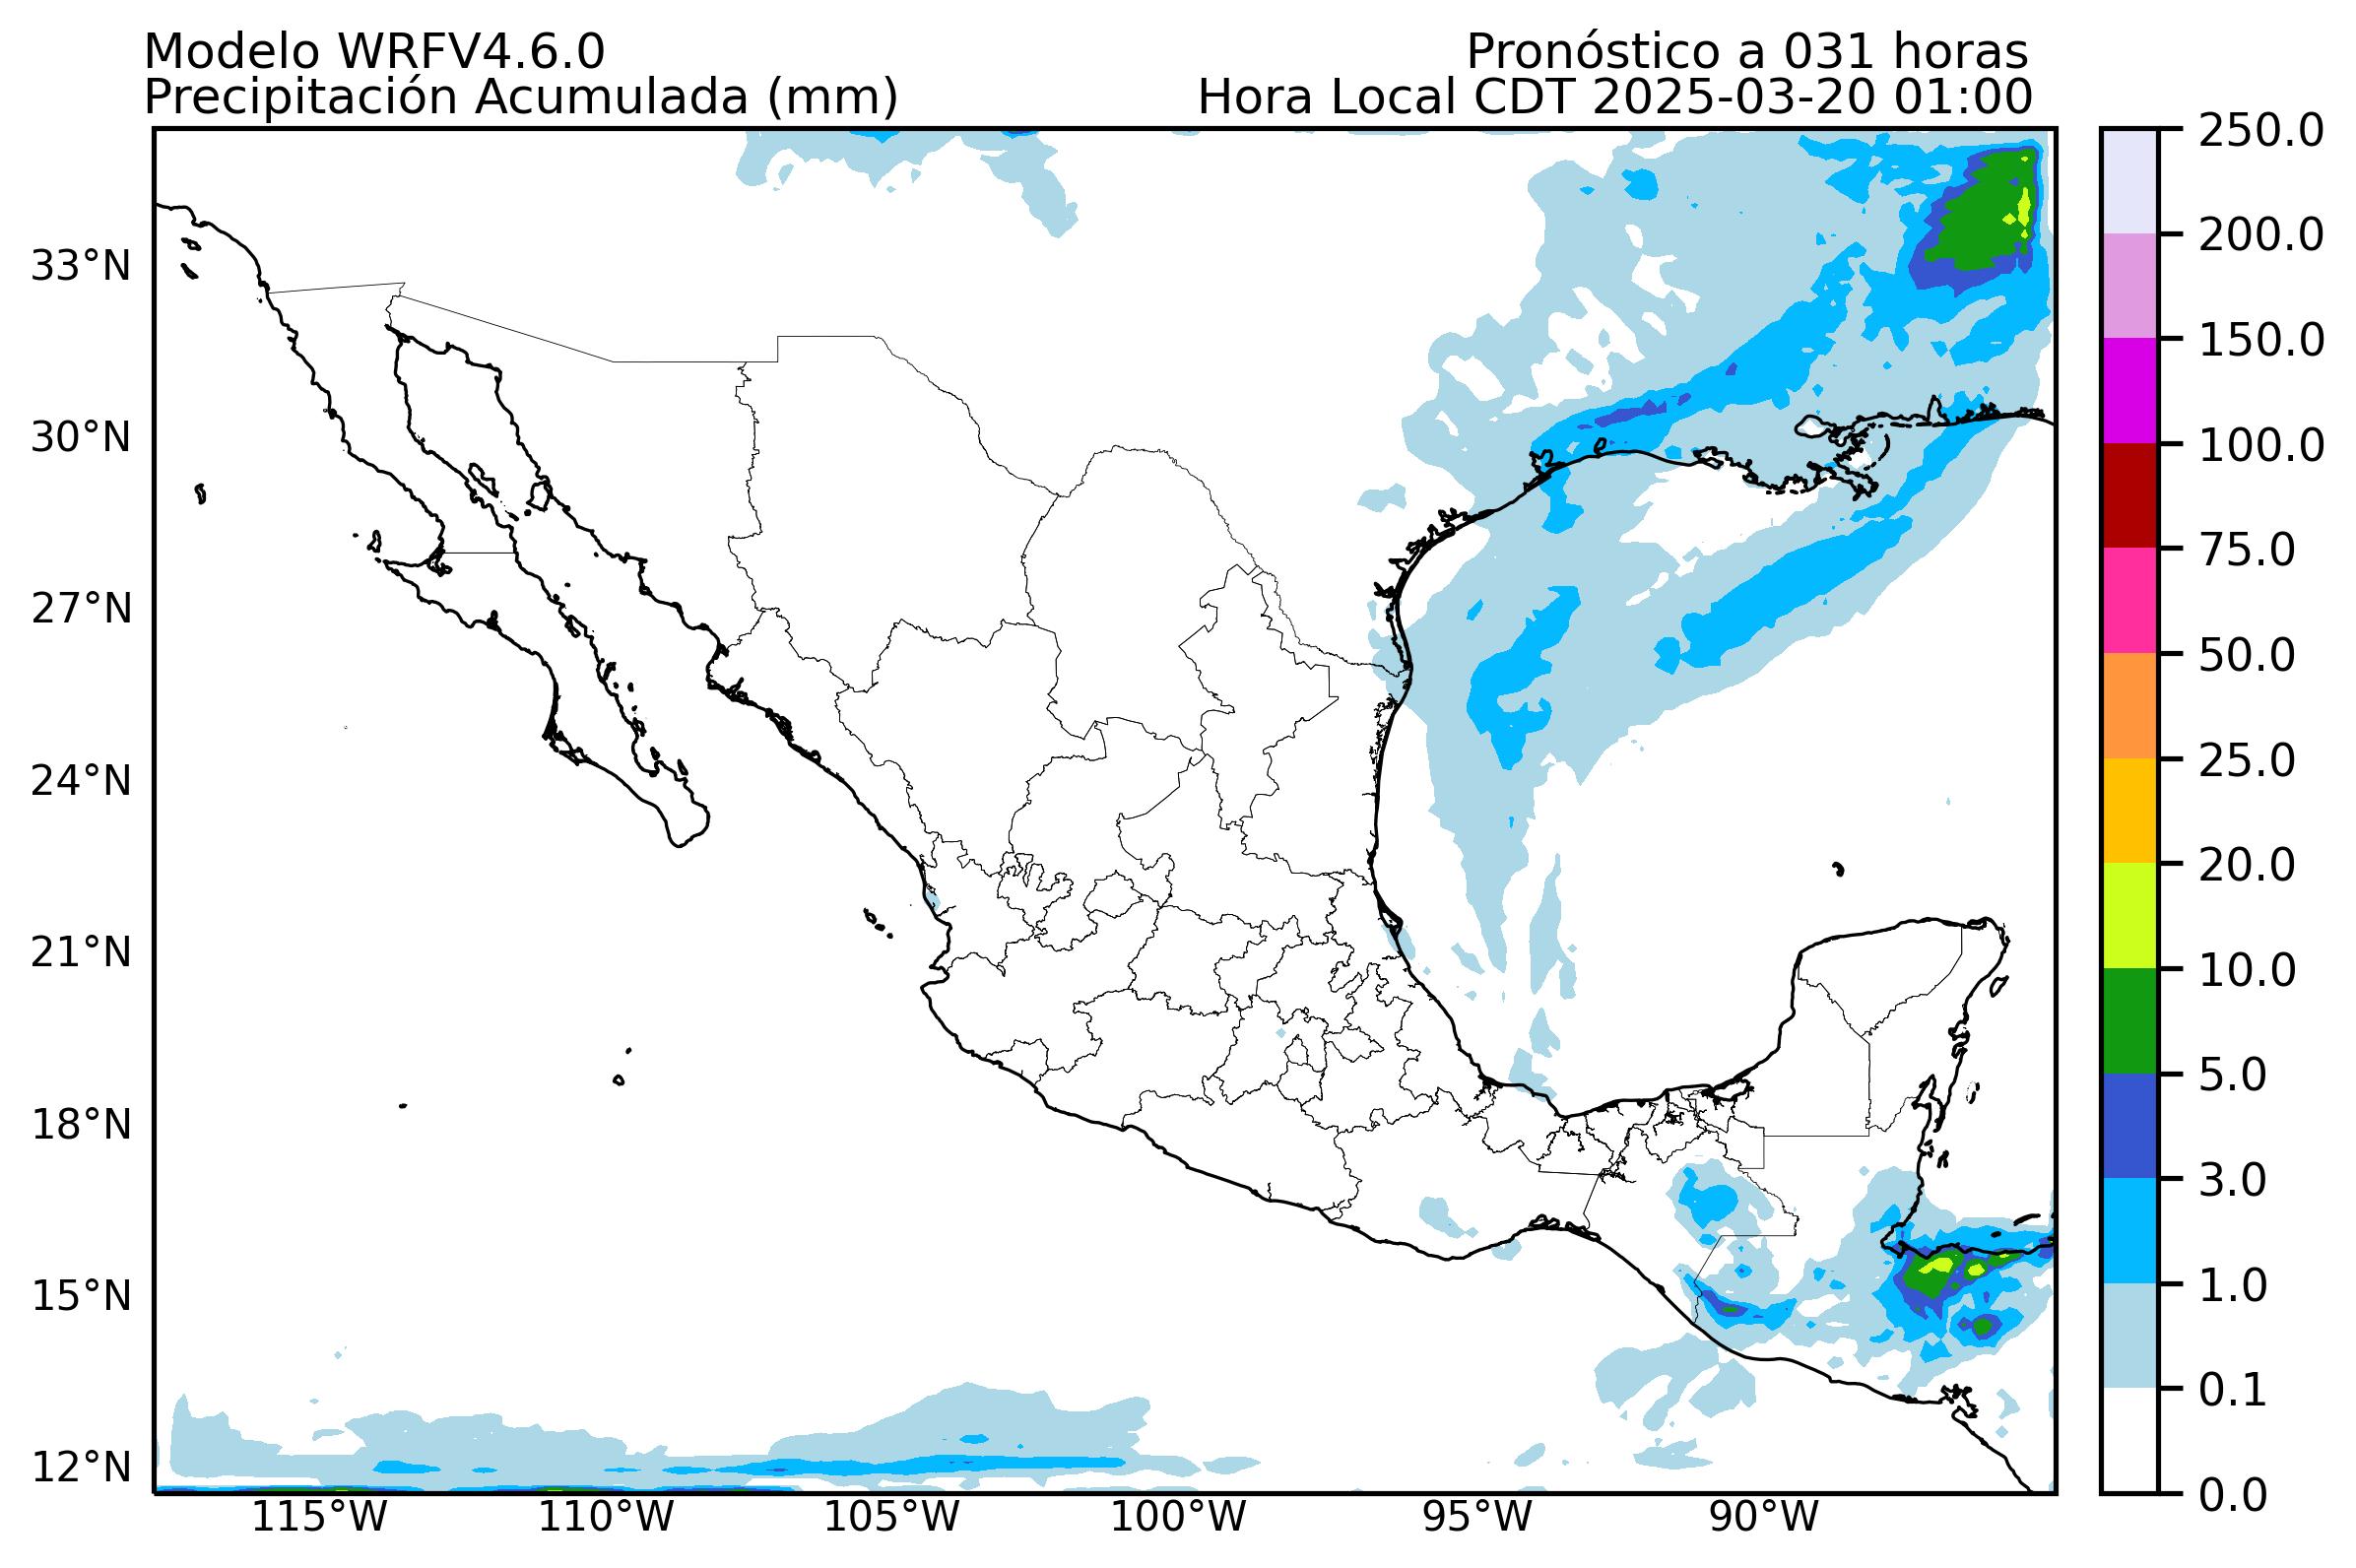 Modelo WRFV4.6.0
Pronóstico a 031 horas
Precipitación Acumulada (mm)
Hora Local CDT 2025-03-20 01:00
33°N
30°N
27°N
24°N
21°N
18°N
15°N
12°N
115°W
110°W
105°W
100°W
95°W
90°W
250.0
200.0
150.0
100.0
75.0
50.0
25.0
20.0
10.0
5.0
3.0
1.0
0.1
0.0